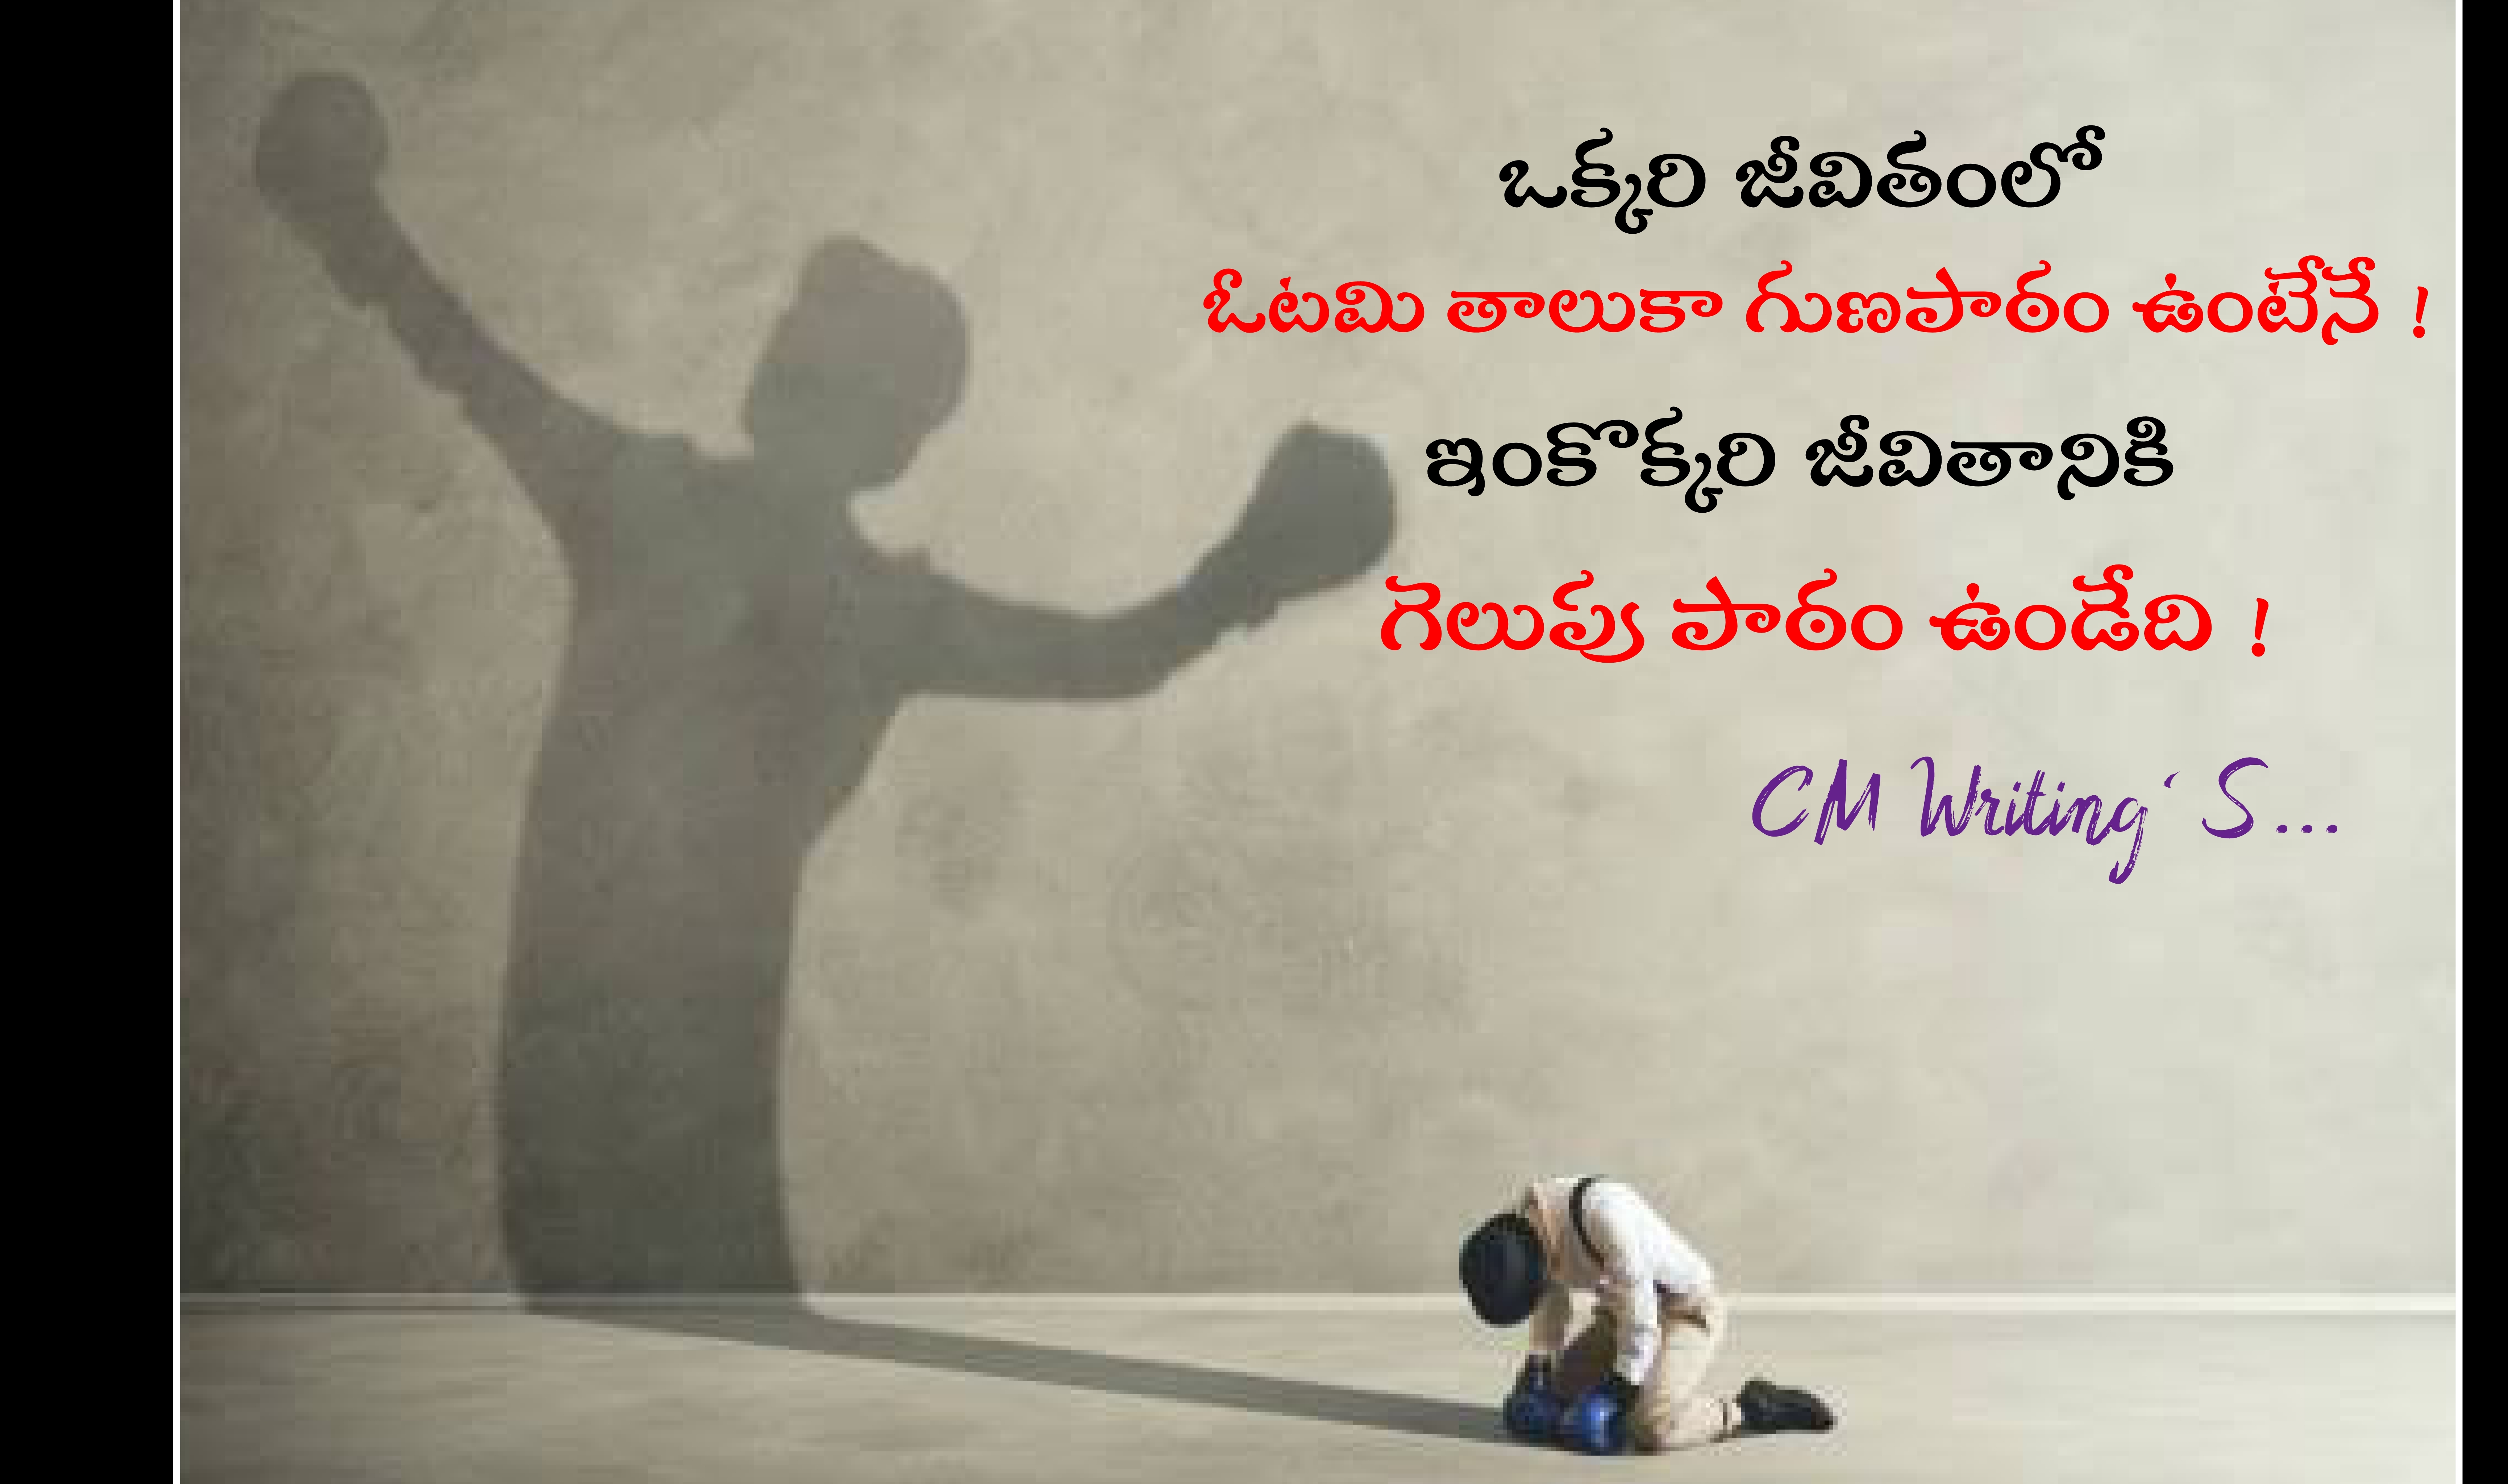 ఒక్కరి జీవితంలో
ఓటమి తాలుకా గుణపాఠం ఉంటేనే !
ఇంకొక్కరి జీవితానికి
గెలుపు పాఠం ఉండేది !
CM Writing' S...